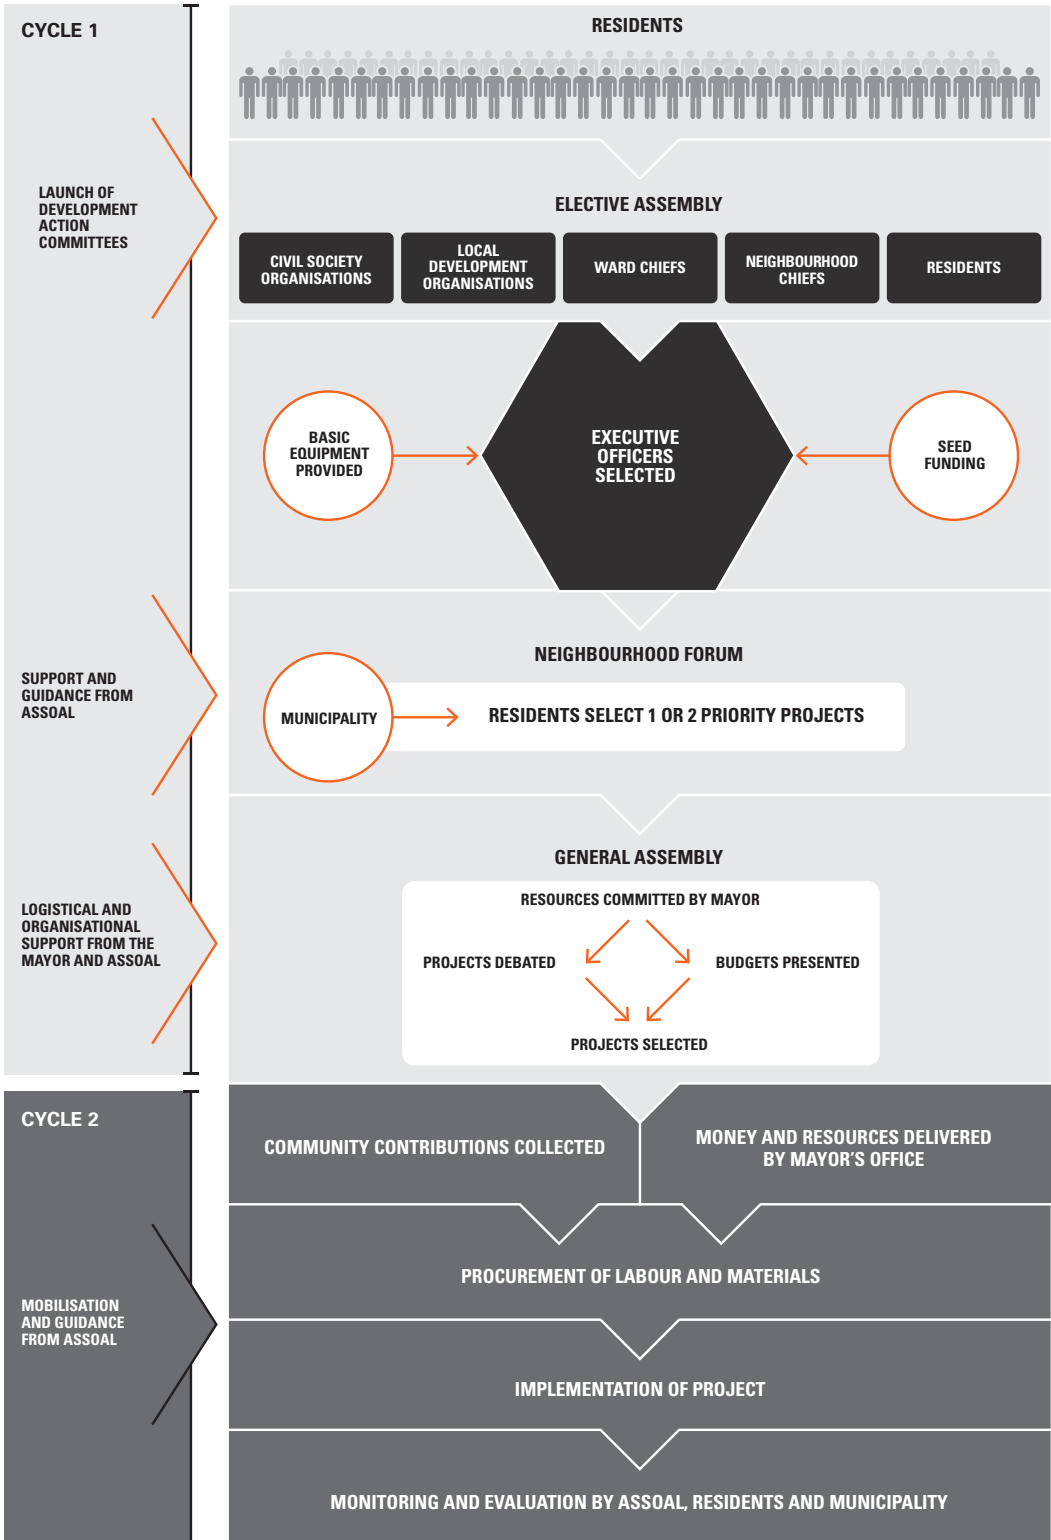 CYCLE 1
RESIDENTS
LAUNCH OF
DEVELOPMENT
ACTION
COMMITTEES
ELECTIVE ASSEMBLY
CIVIL SOCIETY
ORGANISATIONS
LOCAL
DEVELOPMENT
ORGANISATIONS
WARD CHIEFS
NEIGHBOURHOOD
CHIEFS
RESIDENTS
BASIC
EQUIPMENT
PROVIDED
EXECUTIVE
OFFICERS
SELECTED
SEED
FUNDING
SUPPORT AND
GUIDANCE FROM
ASSOAL
NEIGHBOURHOOD FORUM
MUNICIPALITY
RESIDENTS SELECT 1 OR 2 PRIORITY PROJECTS
LOGISTICAL AND
ORGANISATIONAL
SUPPORT FROM THE
MAYOR AND ASSOAL
GENERAL ASSEMBLY
RESOURCES COMMITTED BY MAYOR
PROJECTS DEBATED
BUDGETS PRESENTED
PROJECTS SELECTED
CYCLE 2
COMMUNITY CONTRIBUTIONS COLLECTED
MONEY AND RESOURCES DELIVERED
BY MAYOR'S OFFICE
PROCUREMENT OF LABOUR AND MATERIALS
MOBILISATION
AND GUIDANCE
FROM ASSOAL
IMPLEMENTATION OF PROJECT
MONITORING AND EVALUATION BY ASSOAL, RESIDENTS AND MUNICIPALITY